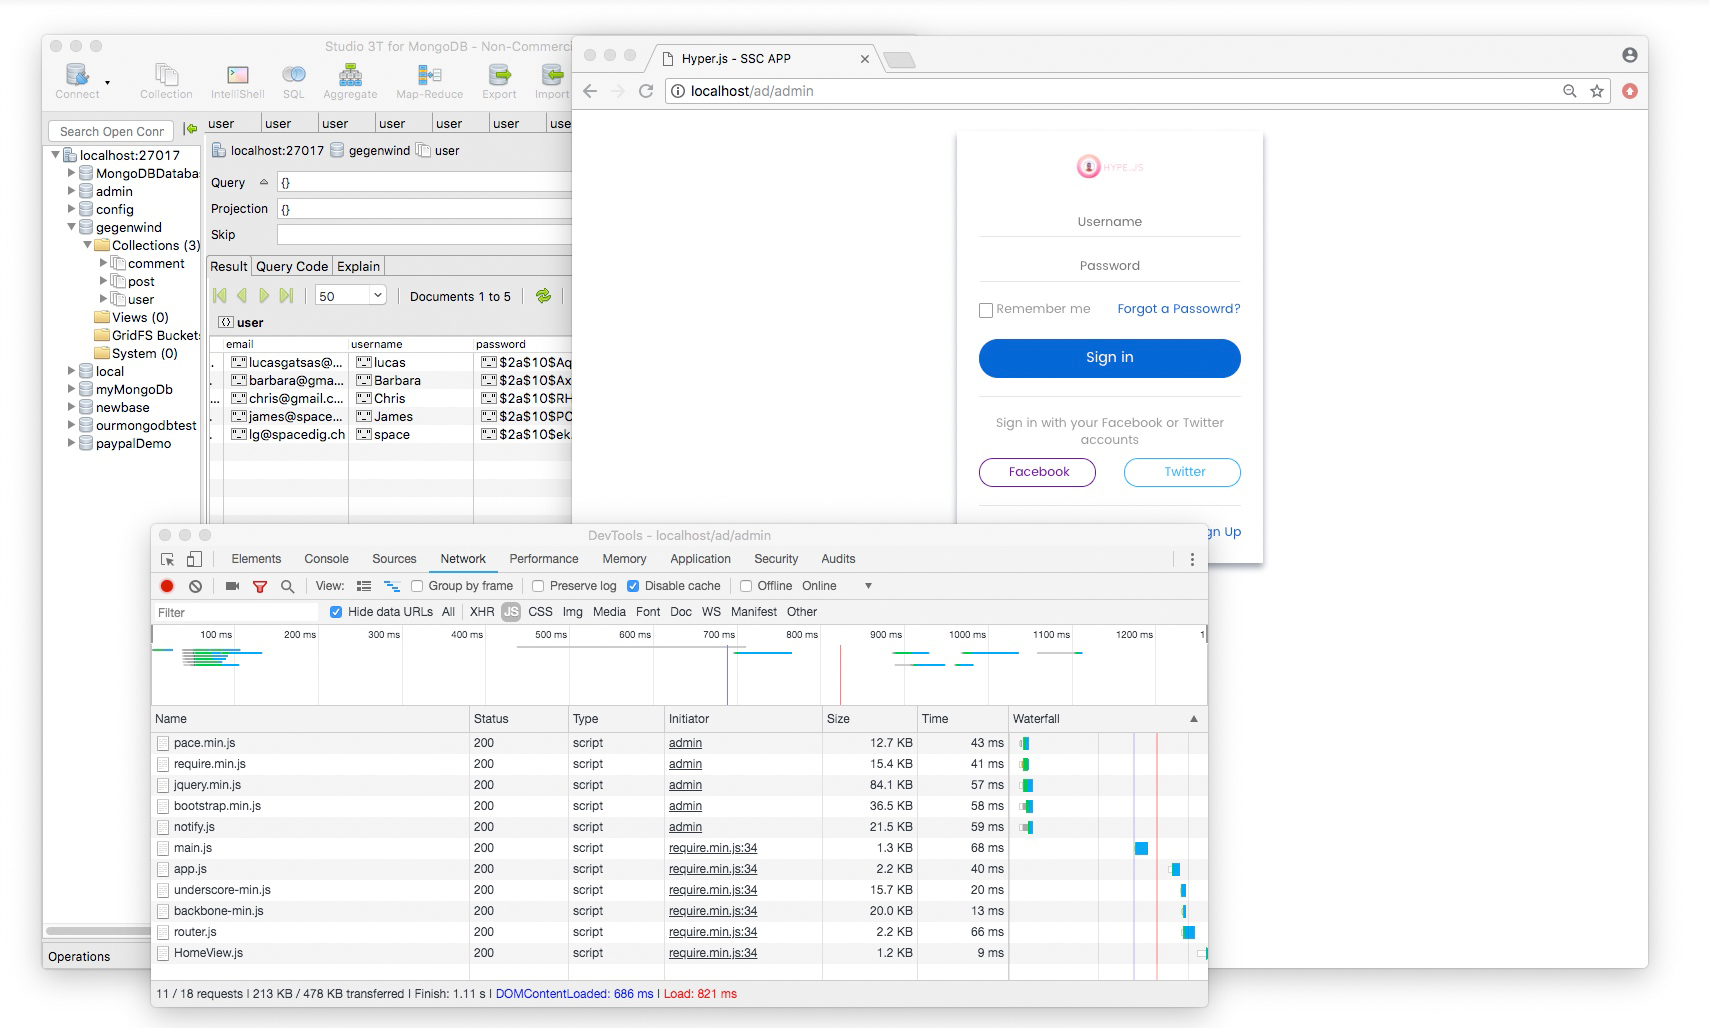 Studio 3T for MongoDB - Non-Commerci
Connect
Collection
IntelliShell
SQL
Aggregate
Map-Reduce
Export
Import
Search Open Conr
user
user
user
user
user
user
use
localhost:27017
MongoDBDataba
admin
config
gegenwind
Collections (3)
comment
post
user
Views (0)
GridFS Bucket
System (0)
local
myMongoDb
newbase
ourmongodbtest
paypalDemo
localhost:27017 gegenwind user
Query {}
Projection {}
Skip
Result Query Code Explain
50 Documents 1 to 5
user
email username password
lucasgatsas@... lucas $2a$10$Aq
barbara@gma... Barbara $2a$10$Ax
chris@gmail.c... Chris $2a$10$RH
james@space... James $2a$10$PC
lg@spacedig.ch space $2a$10$ek
Operations
Hyper.js - SSC APP
localhost/ad/admin
HYPE.JS
Username
Password
Remember me Forgot a Passowrd?
Sign in
Sign in with your Facebook or Twitter
accounts
Facebook Twitter
gn Up
DevTools - localhost/ad/admin
Elements Console Sources Network Performance Memory Application Security Audits
View: Group by frame Preserve log Disable cache Offline Online
Filter Hide data URLs All XHR JS CSS Img Media Font Doc WS Manifest Other
100 ms 200 ms 300 ms 400 ms 500 ms 600 ms 700 ms 800 ms 900 ms 1000 ms 1100 ms 1200 ms 1
Name Status Type Initiator Size Time Waterfall
pace.min.js 200 script admin 12.7 KB 43 ms
require.min.js 200 script admin 15.4 KB 41 ms
jquery.min.js 200 script admin 84.1 KB 57 ms
bootstrap.min.js 200 script admin 36.5 KB 58 ms
notify.js 200 script admin 21.5 KB 59 ms
main.js 200 script require.min.js:34 1.3 KB 68 ms
app.js 200 script require.min.js:34 2.2 KB 40 ms
underscore-min.js 200 script require.min.js:34 15.7 KB 20 ms
backbone-min.js 200 script require.min.js:34 20.0 KB 13 ms
router.js 200 script require.min.js:34 2.2 KB 66 ms
HomeView.js 200 script require.min.js:34 1.2 KB 9 ms
11 / 18 requests | 213 KB / 478 KB transferred | Finish: 1.11 s | DOMContentLoaded: 686 ms | Load: 821 ms